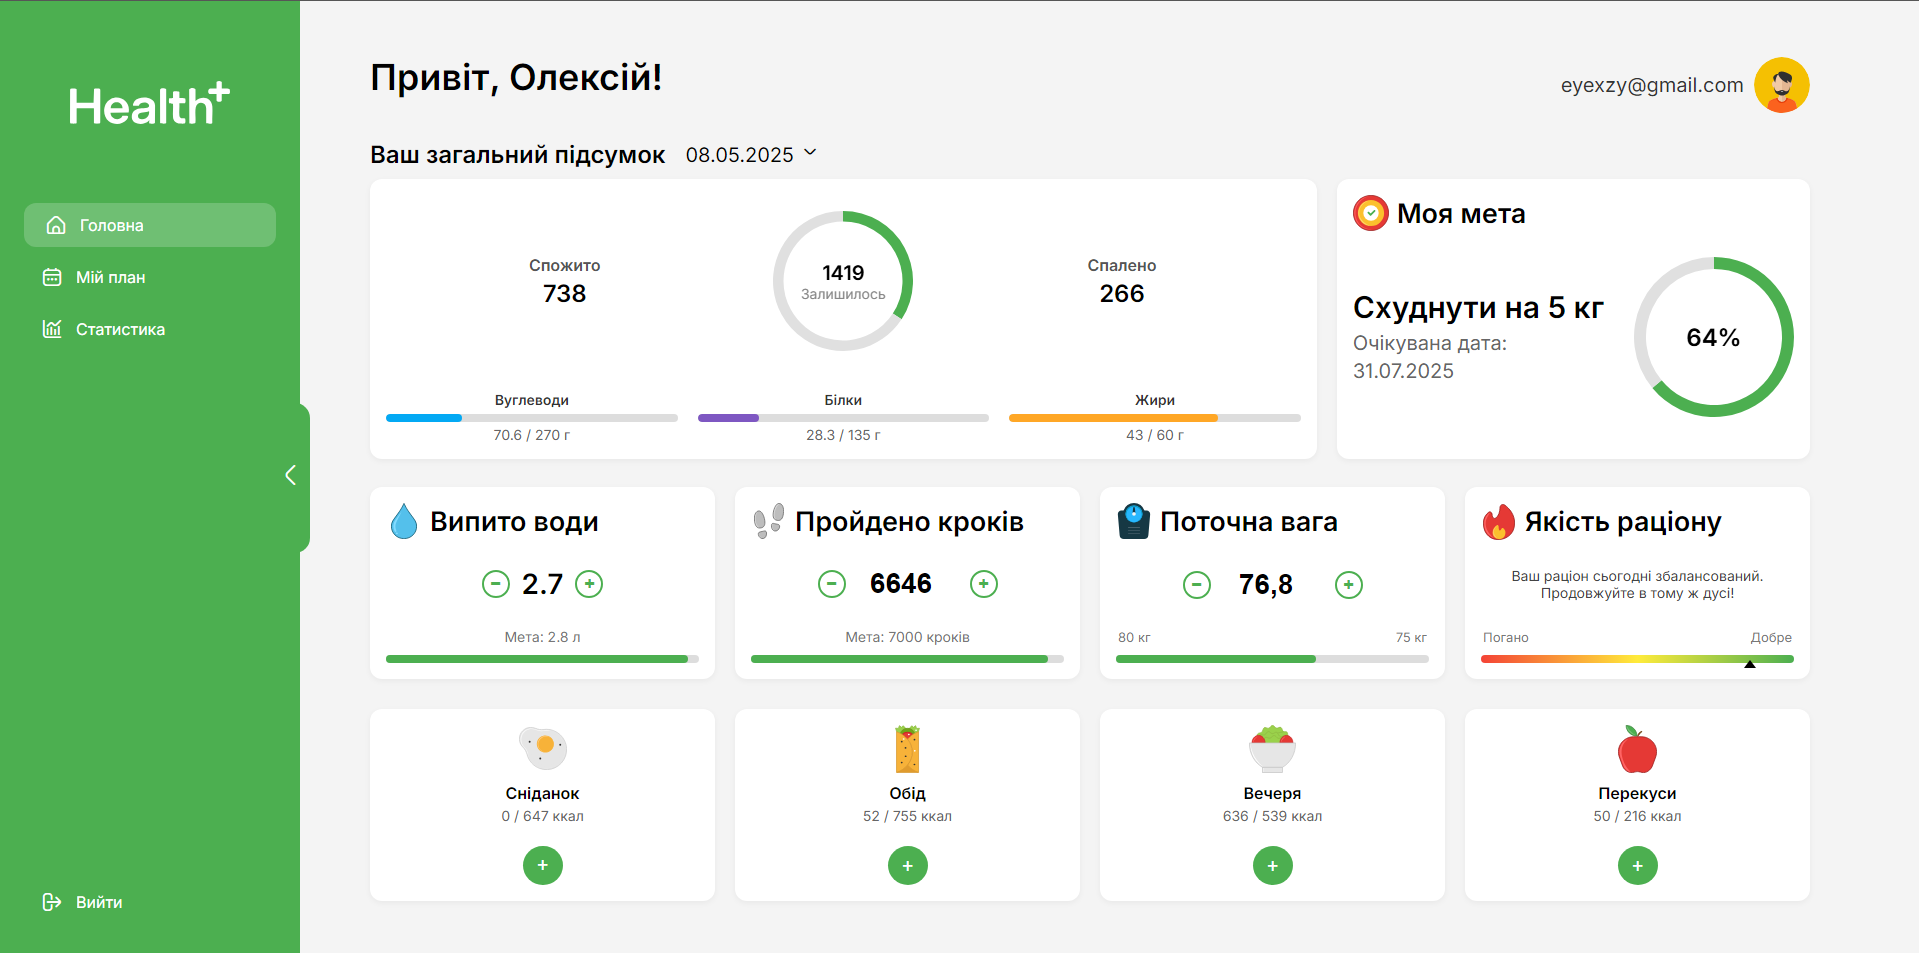 Health+
Головна
Мій план
Статистика
Вийти
Привіт, Олексій!
eyexzy@gmail.com
Ваш загальний підсумок 08.05.2025
Спожито
738
1419
Залишилось
Спалено
266
Вуглеводи
70.6 / 270 г
Білки
28.3 / 135 г
Жири
43 / 60 г
Моя мета
Схуднути на 5 кг
Очікувана дата:
31.07.2025
64%
Випито води
2.7
Мета: 2.8 л
Пройдено кроків
6646
Мета: 7000 кроків
Поточна вага
76,8
80 кг
75 кг
Якість раціону
Ваш раціон сьогодні збалансований.
Продовжуйте в тому ж дусі!
Погано
Добре
Сніданок
0 / 647 ккал
+
Обід
52 / 755 ккал
+
Вечеря
636 / 539 ккал
+
Перекуси
50 / 216 ккал
+